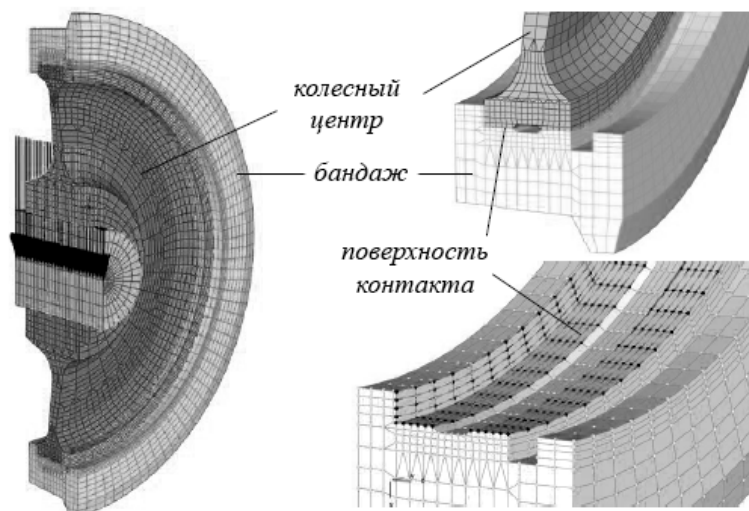 колесный
центр
бандаж
поверхность
контакта